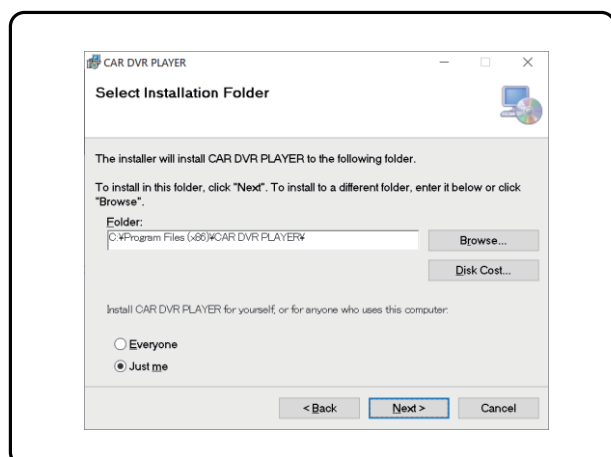 CAR DVR PLAYER
Select Installation Folder
The installer will install CAR DVR PLAYER to the following folder.
To install in this folder, click "Next". To install to a different folder, enter it below or click
"Browse".
Folder:
C:¥Program Files (x86)¥CAR DVR PLAYER¥
Browse...
Disk Cost...
Install CAR DVR PLAYER for yourself, or for anyone who uses this computer:
Everyone
Just me
< Back Next > Cancel